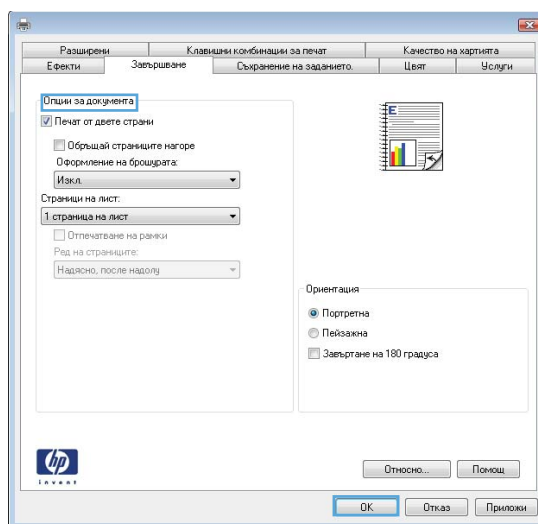 Разширени Клавишни комбинации за печат Качество на хартията
Ефекти Завършване Съхранение на заданието. Цвят Услуги
Опции за документа
Печат от двете страни
Обръщай страниците нагоре
Оформление на брошурата:
Изкл.
Страници на лист:
1 страница на лист
Отпечатване на рамки
Ред на страниците:
Надясно, после надолу
E
Ориентация
Портретна
Пейзажна
Завъртане на 180 градуса
hp
invent
Относно... Помощ
OK Отказ Приложи